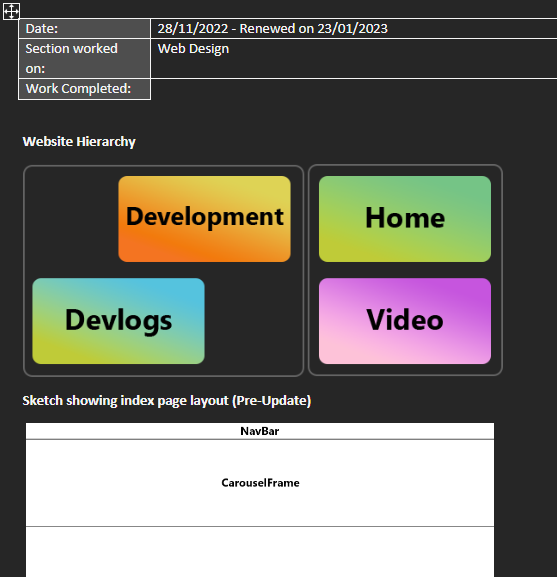 Date: 28/11/2022 - Renewed on 23/01/2023
Section worked Web Design
on:
Work Completed:
Website Hierarchy
Development
Home
Devlogs
Video
Sketch showing index page layout (Pre-Update)
NavBar
CarouselFrame